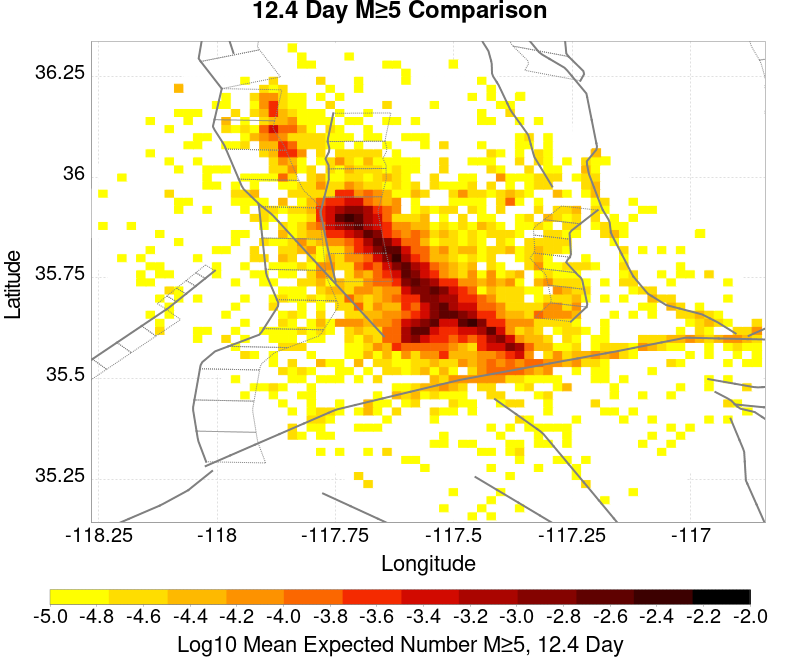 12.4 Day M≥5 Comparison
36.25
36
35.75
35.5
35.25
Latitude
-118.25 -118 -117.75 -117.5 -117.25 -117
Longitude
-5.0 -4.8 -4.6 -4.4 -4.2 -4.0 -3.8 -3.6 -3.4 -3.2 -3.0 -2.8 -2.6 -2.4 -2.2 -2.0
Log10 Mean Expected Number M≥5, 12.4 Day